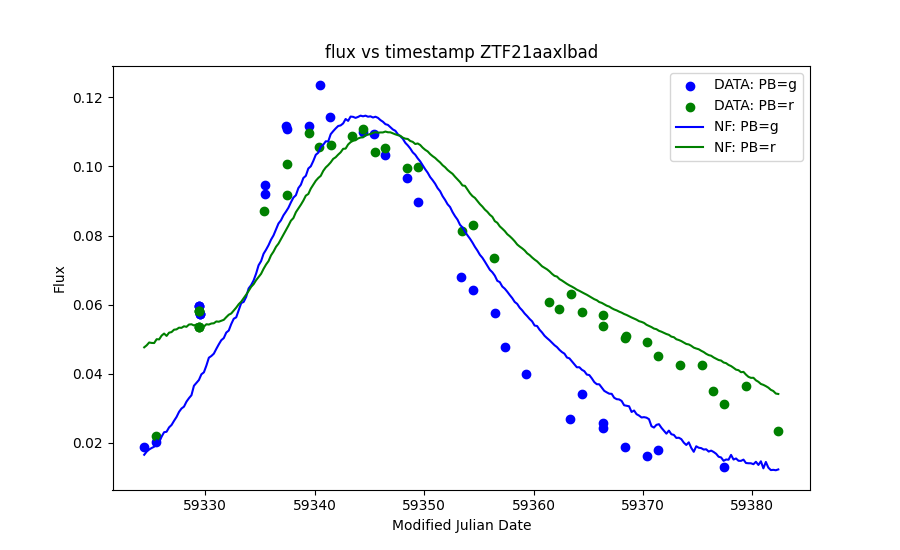 flux vs timestamp ZTF21aaxlbad
DATA: PB=g
DATA: PB=r
NF: PB=g
NF: PB=r
0.12
0.10
0.08
0.06
0.04
0.02
Flux
59330 59340 59350 59360 59370 59380
Modified Julian Date